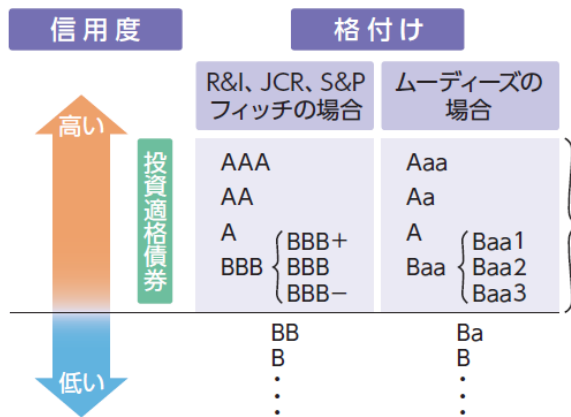 信用度
格付け
R&I、JCR、S&P
フィッチの場合
ムーディーズの
場合
高い
投資適格債券
AAA
Aaa
AA
Aa
A
A
BBB
BBB+
BBB
BBB−
Baa
Baa1
Baa2
Baa3
BB
Ba
B
B
・
・
・
・
・
・
低い